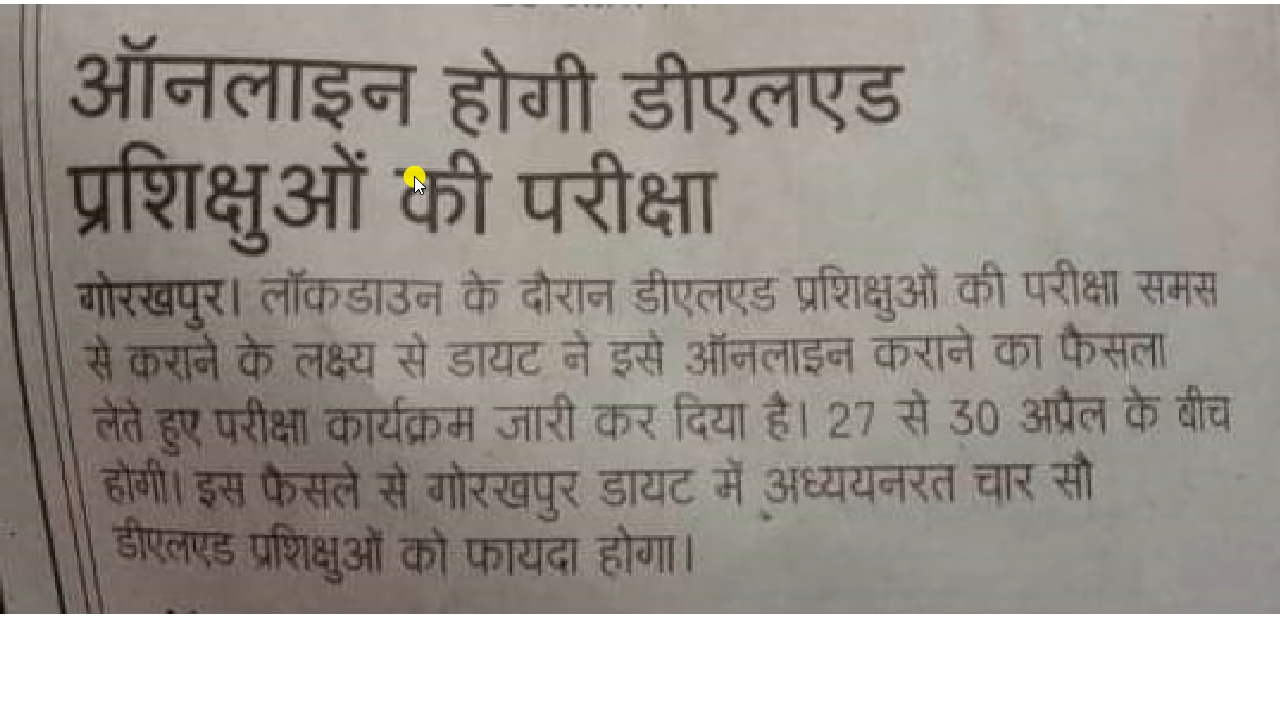 ऑनलाइन होगी डीएलएड
प्रशिक्षुओं की परीक्षा
गोरखपुर। लॉकडाउन के दौरान डीएलएड प्रशिक्षुओं की परीक्षा समस
से कराने के लक्ष्य से डायट ने इसे ऑनलाइन कराने का फैसला
लेते हुए परीक्षा कार्यक्रम जारी कर दिया है। 27 से 30 अप्रैल के बीच
होगी। इस फैसले से गोरखपुर डायट में अध्ययनरत चार सौ
डीएलएड प्रशिक्षुओं को फायदा होगा।